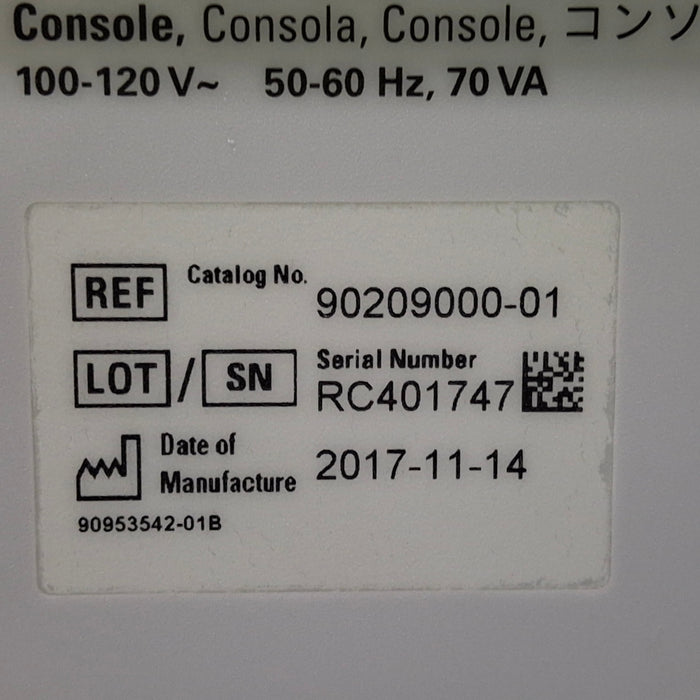 Console, Consola, Console, コンソ
100-120 V~ 50-60 Hz, 70 VA
REF Catalog No. 90209000-01
LOT / SN Serial Number RC401747
Date of Manufacture 2017-11-14
90953542-01B